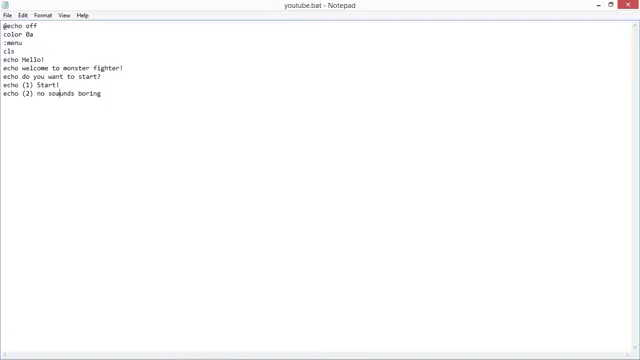 youtube.bat - Notepad
File Edit Format View Help
@echo off
color 0a
:menu
cls
echo Hello!
echo welcome to monster fighter!
echo do you want to start?
echo (1) Start!
echo (2) no soaunds boring